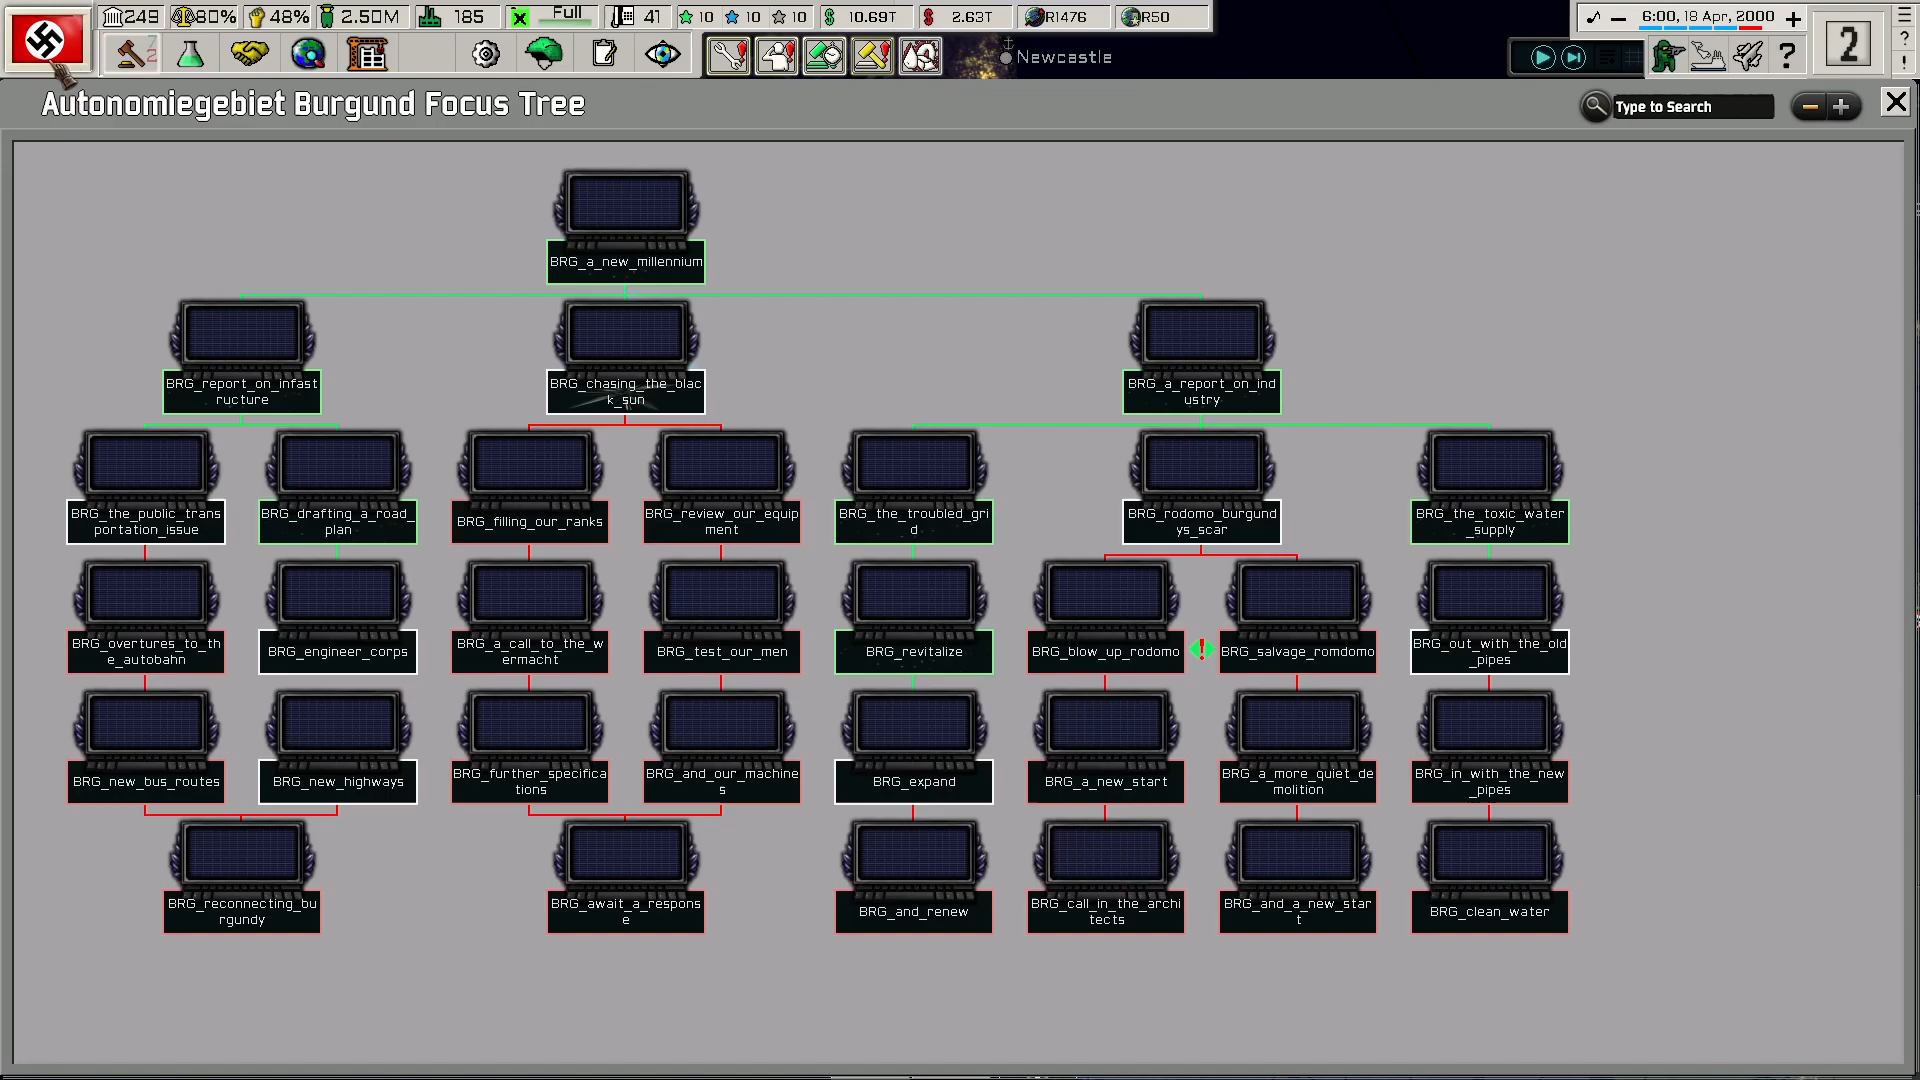 249 80% 48% 2.50M 185 Full 41 10 10 10 $ 10.69T $ 2.63T R1476 R50
6:00, 18 Apr, 2000
2
Newcastle
Autonomiegebiet Burgund Focus Tree
Type to Search
BRG_a_new_millennium
BRG_report_on_infast
ructure
BRG_chasing_the_blac
k_sun
BRG_a_report_on_ind
ustry
BRG_the_public_trans
portation_issue
BRG_drafting_a_road_
plan
BRG_filling_our_ranks
BRG_review_our_equip
ment
BRG_the_troubled_gri
d
BRG_rodomo_burgund
ys_scar
BRG_the_toxic_water
_supply
BRG_overtures_to_th
e_autobahn
BRG_engineer_corps
BRG_a_call_to_the_w
ermacht
BRG_test_our_men
BRG_revitalize
BRG_blow_up_rodomo
BRG_salvage_romdomo
BRG_out_with_the_old
_pipes
BRG_new_bus_routes
BRG_new_highways
BRG_further_specifica
tions
BRG_and_our_machine
s
BRG_expand
BRG_a_new_start
BRG_a_more_quiet_de
molition
BRG_in_with_the_new
_pipes
BRG_reconnecting_bu
rgundy
BRG_await_a_respons
e
BRG_and_renew
BRG_call_in_the_archi
tects
BRG_and_a_new_star
t
BRG_clean_water